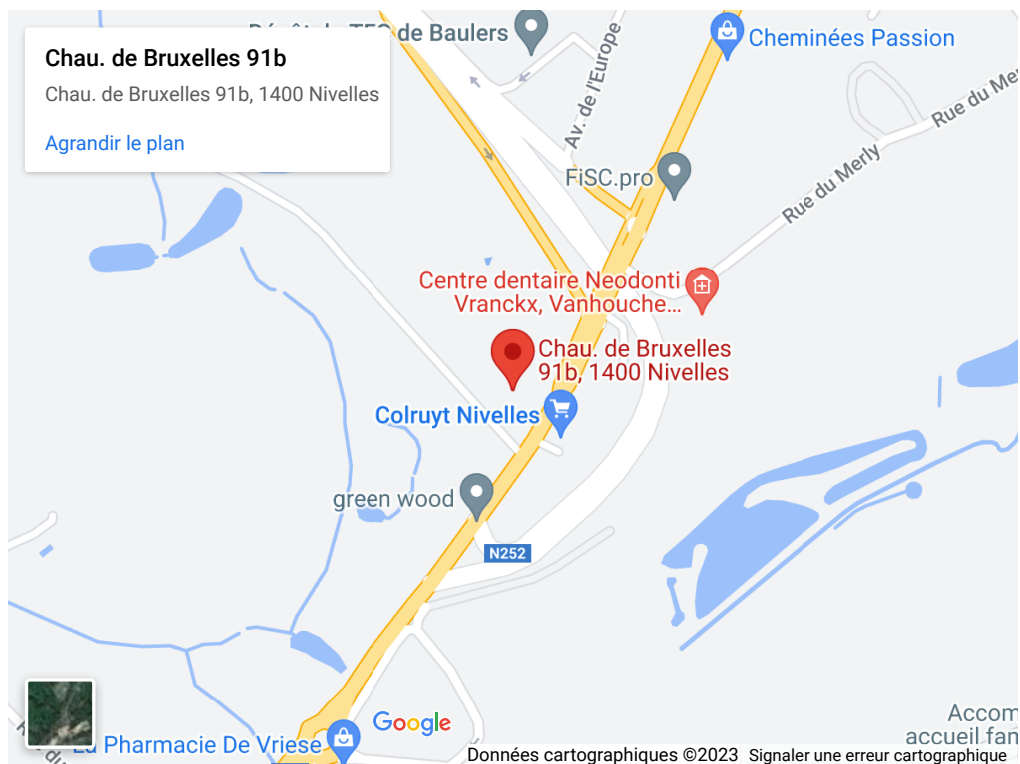 Chau. de Bruxelles 91b
Chau. de Bruxelles 91b, 1400 Nivelles
Agrandir le plan
de Baulers
Av. de l'Europe
Cheminées Passion
Rue du Me
Rue du Merly
FiSC.pro
Centre dentaire Neodonti
Vranckx, Vanhouche...
Chau. de Bruxelles
91b, 1400 Nivelles
Colruyt Nivelles
green wood
N252
Google
La Pharmacie De Vriese
Accom
accueil fan
Données cartographiques ©2023
Signaler une erreur cartographique